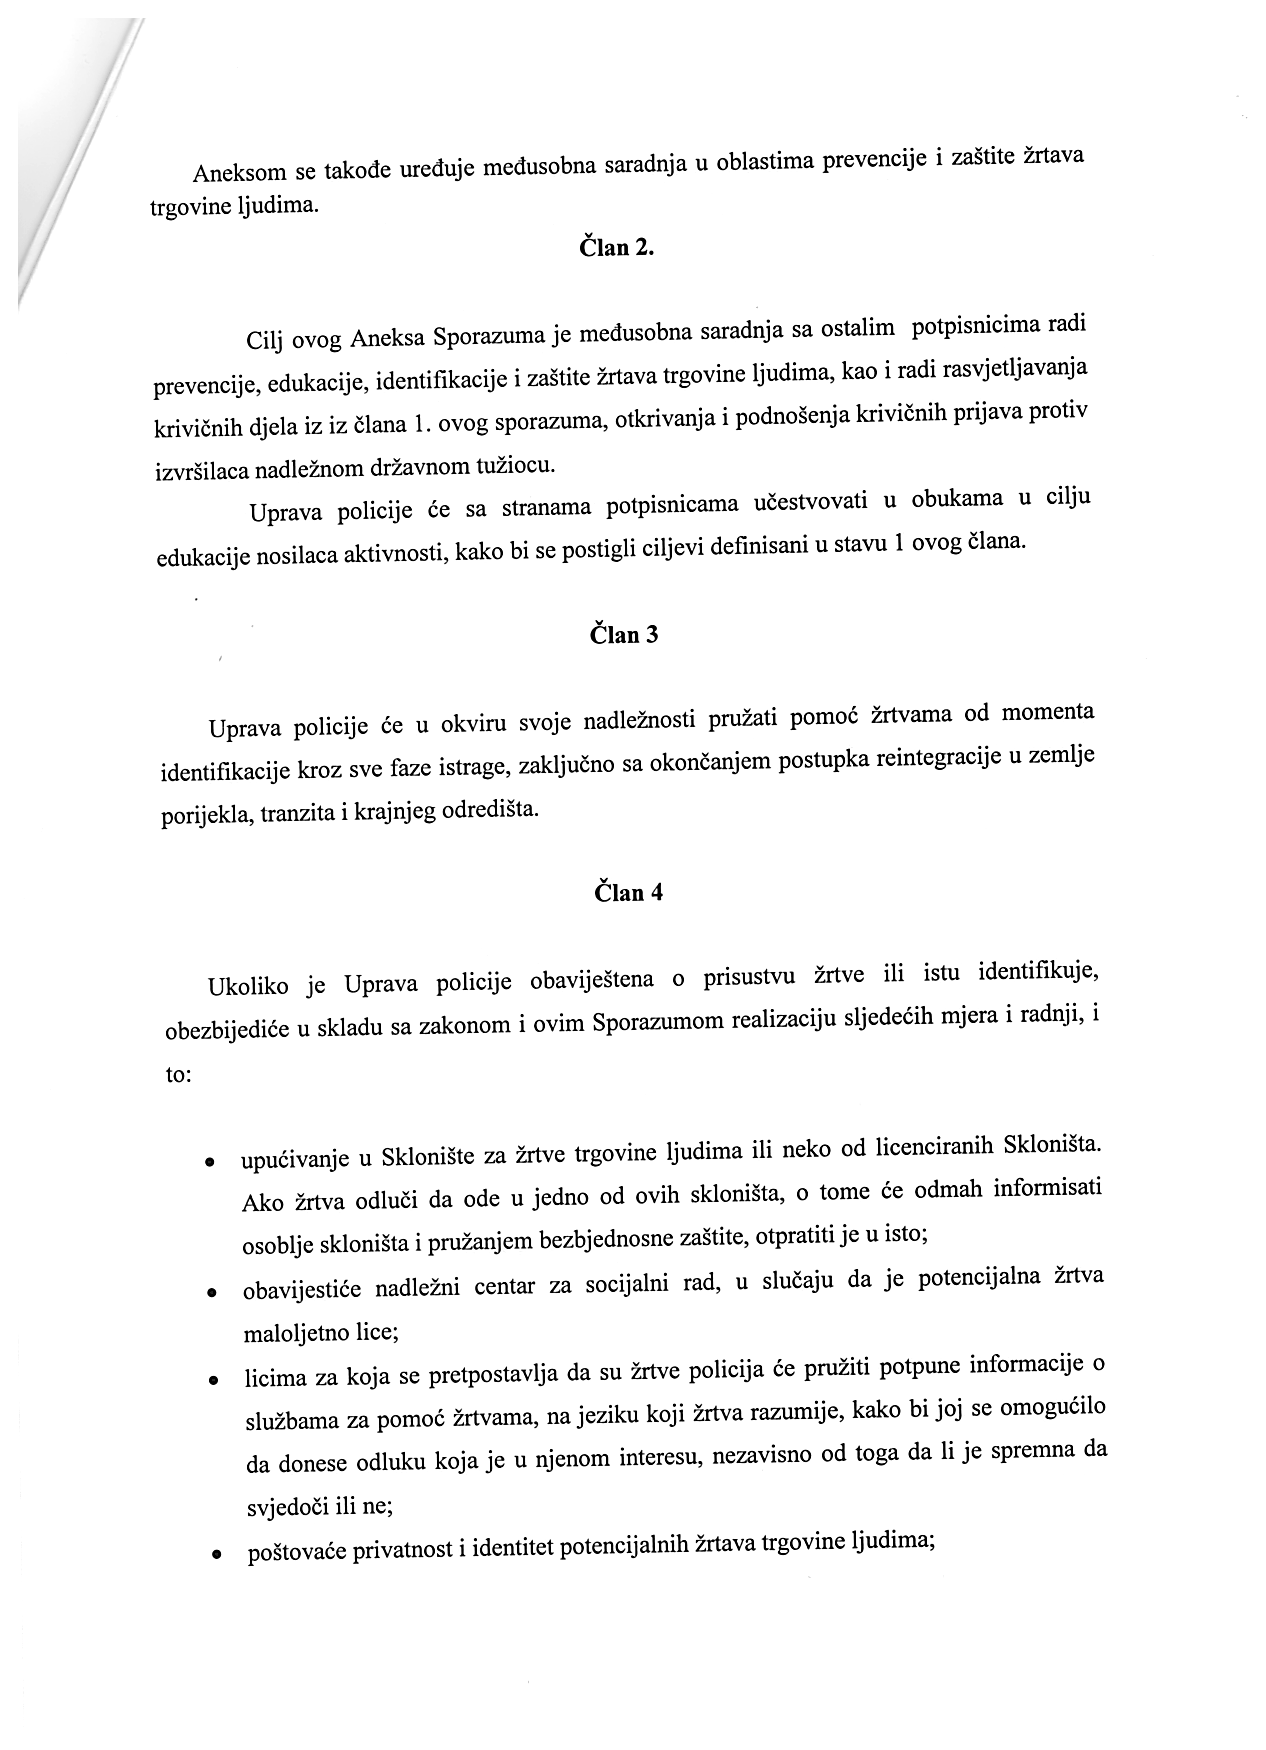 Aneksom se takođe uređuje međusobna saradnja u oblastima prevencije i zaštite žrtava
trgovine ljudima.
Član 2.
Cilj ovog Aneksa Sporazuma je međusobna saradnja sa ostalim potpisnicima radi
prevencije, edukacije, identifikacije i zaštite žrtava trgovine ljudima, kao i radi rasvjetljavanja
krivičnih djela iz iz člana 1. ovog sporazuma, otkrivanja i podnošenja krivičnih prijava protiv
izvršilaca nadležnom državnom tužiocu.
Uprava policije će sa stranama potpisnicama učestvovati u obukama u cilju
edukacije nosilaca aktivnosti, kako bi se postigli ciljevi definisani u stavu 1 ovog člana.
Član 3
Uprava policije će u okviru svoje nadležnosti pružati pomoć žrtvama od momenta
identifikacije kroz sve faze istrage, zaključno sa okončanjem postupka reintegracije u zemlje
porijekla, tranzita i krajnjeg odredišta.
Član 4
Ukoliko je Uprava policije obaviještena o prisustvu žrtve ili istu identifikuje,
obezbijediće u skladu sa zakonom i ovim Sporazumom realizaciju sljedećih mjera i radnji, i
to:
• upućivanje u Sklonište za žrtve trgovine ljudima ili neko od licenciranih Skloništa.
Ako žrtva odluči da ode u jedno od ovih skloništa, o tome će odmah informisati
osoblje skloništa i pružanjem bezbjednosne zaštite, otpratiti je u isto;
• obavijestiće nadležni centar za socijalni rad, u slučaju da je potencijalna žrtva
maloljetno lice;
• licima za koja se pretpostavlja da su žrtve policija će pružiti potpune informacije o
službama za pomoć žrtvama, na jeziku koji žrtva razumije, kako bi joj se omogućilo
da donese odluku koja je u njenom interesu, nezavisno od toga da li je spremna da
svjedoči ili ne;
• poštovaće privatnost i identitet potencijalnih žrtava trgovine ljudima;